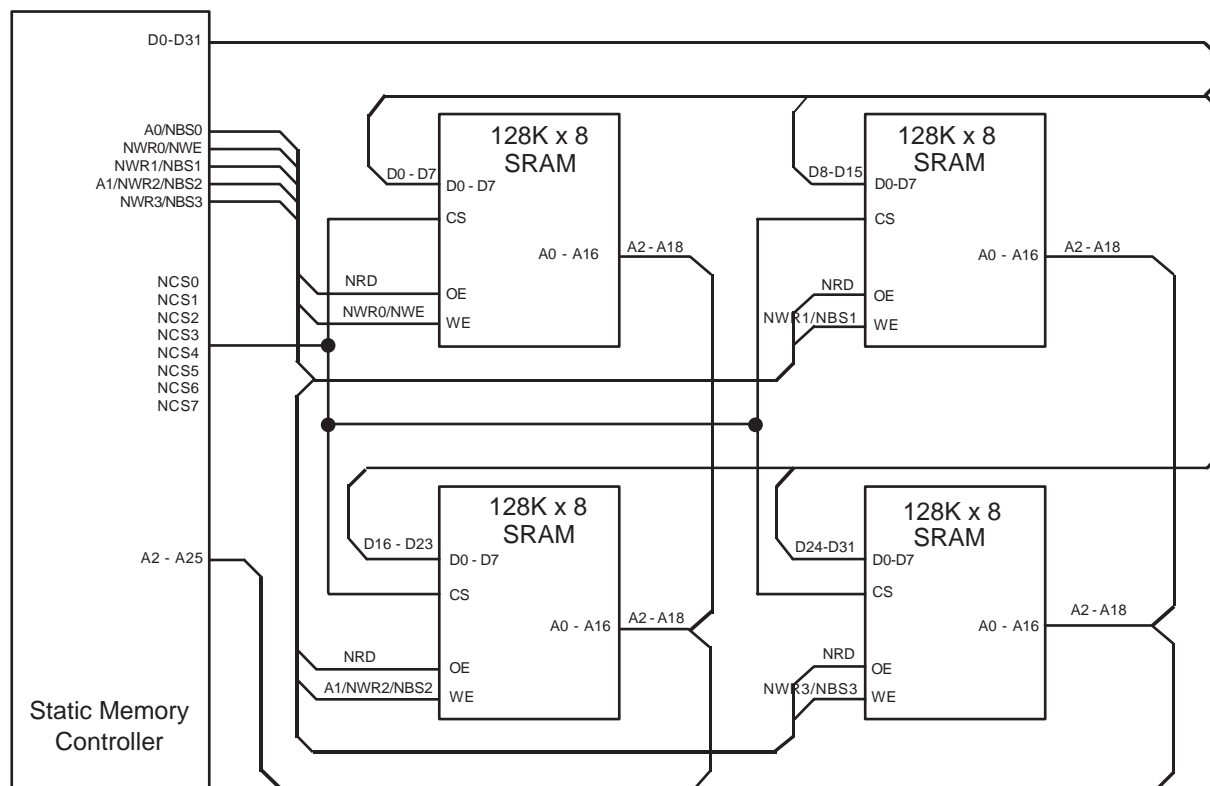 D0-D31
A0/NBS0
NWR0/NWE
NWR1/NBS1
A1/NWR2/NBS2
NWR3/NBS3
NCS0
NCS1
NCS2
NCS3
NCS4
NCS5
NCS6
NCS7
A2 - A25
Static Memory
Controller
128K x 8
SRAM
D0 - D7
D0 - D7
CS
A0 - A16
A2 - A18
NRD
OE
NWR0/NWE
WE
128K x 8
SRAM
D8-D15
D0-D7
CS
A0 - A16
A2 - A18
NRD
OE
NWR1/NBS1
WE
128K x 8
SRAM
D16 - D23
D0 - D7
CS
A0 - A16
A2 - A18
NRD
OE
A1/NWR2/NBS2
WE
128K x 8
SRAM
D24-D31
D0-D7
CS
A0 - A16
A2 - A18
NRD
OE
NWR3/NBS3
WE